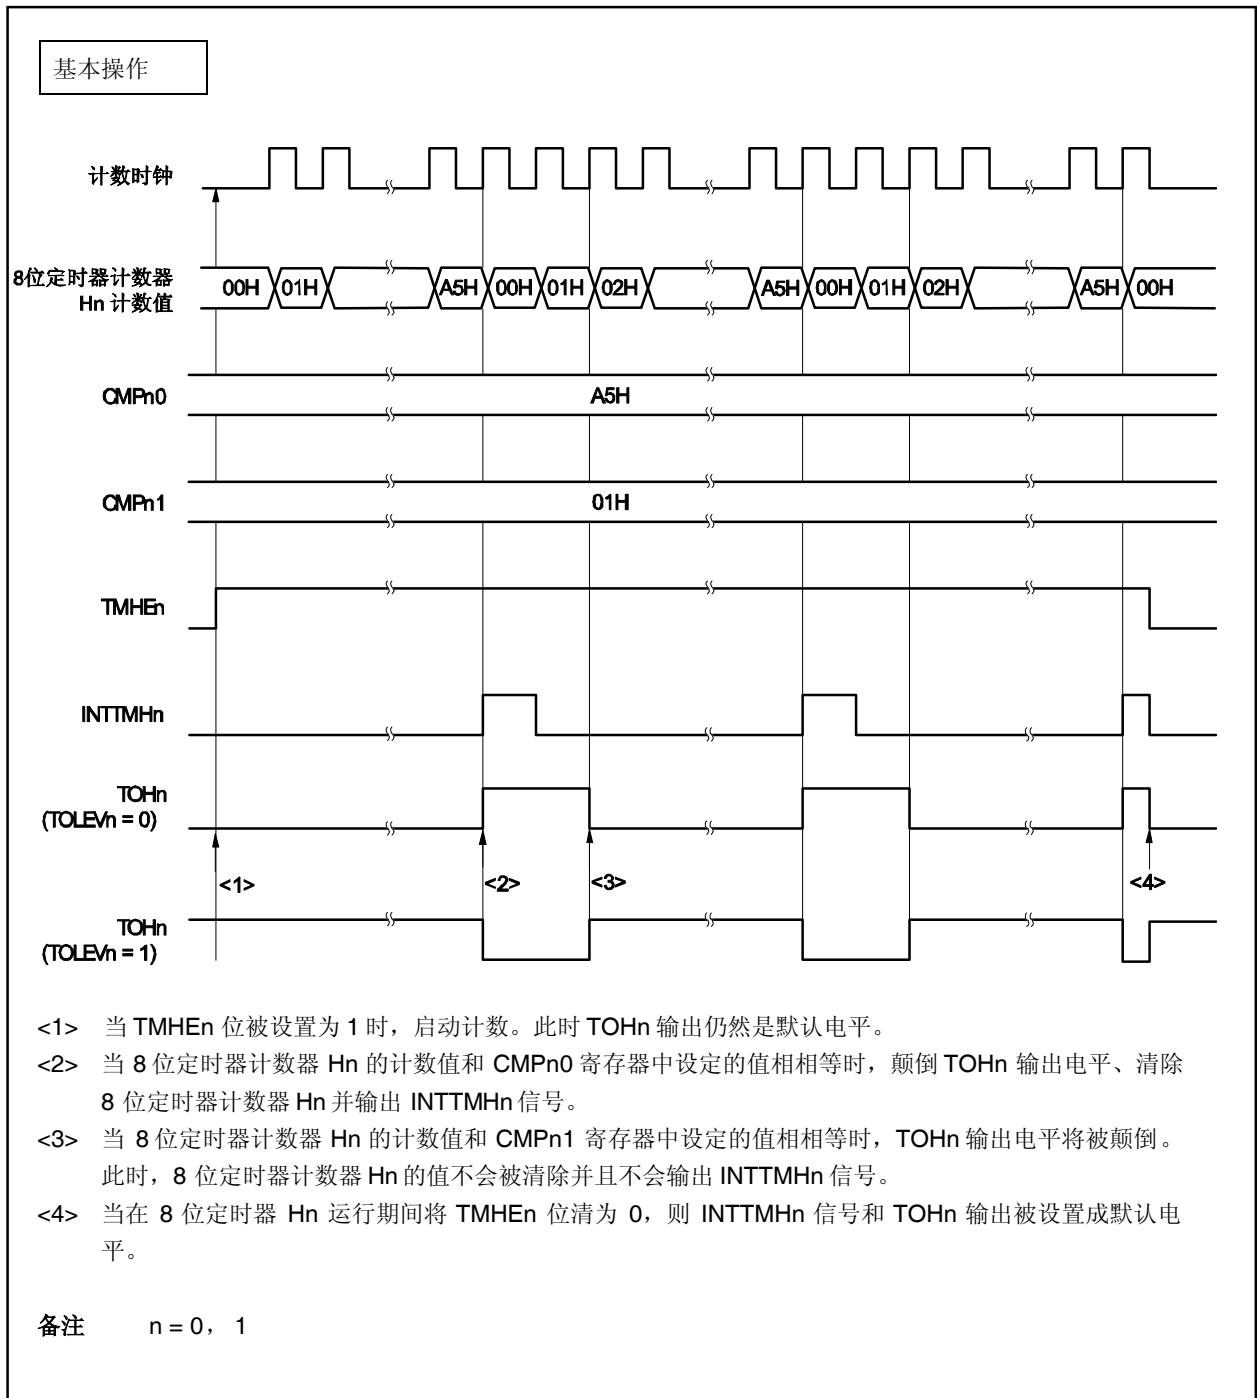 基本操作
计数时钟
8位定时器计数器
Hn 计数值
00H 01H A5H 00H 01H 02H A5H 00H 01H 02H A5H 00H
CMPn0
A5H
CMPn1
01H
TMHEn
INTTMHn
TOHn
(TOLEVn = 0)
<1> <2> <3> <4>
TOHn
(TOLEVn = 1)
<1> 当 TMHEn 位被设置为 1 时，启动计数。此时 TOHn 输出仍然是默认电平。
<2> 当 8 位定时器计数器 Hn 的计数值和 CMPn0 寄存器中设定的值相相等时，颠倒 TOHn 输出电平、清除
8 位定时器计数器 Hn 并输出 INTTMHn 信号。
<3> 当 8 位定时器计数器 Hn 的计数值和 CMPn1 寄存器中设定的值相相等时，TOHn 输出电平将被颠倒。
此时，8 位定时器计数器 Hn 的值不会被清除并且不会输出 INTTMHn 信号。
<4> 当在 8 位定时器 Hn 运行期间将 TMHEn 位清为 0，则 INTTMHn 信号和 TOHn 输出被设置成默认电
平。
备注 n = 0， 1